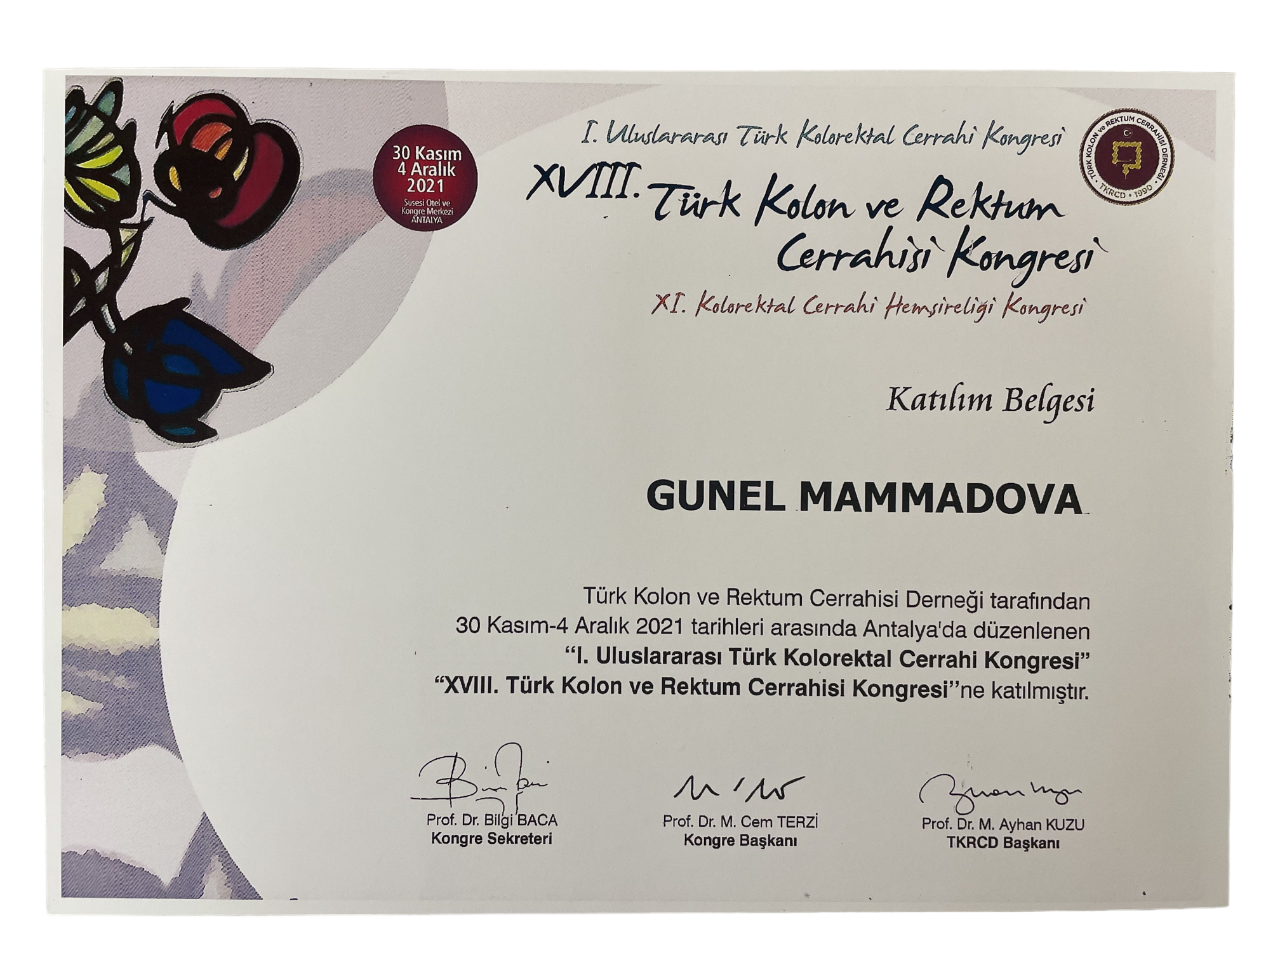 30 Kasım
4 Aralık
2021
Susesi Otel ve
Kongre Merkezi
ANTALYA
I. Uluslararası Türk Kolorektal Cerrahi Kongresi
XVIII. Türk Kolon ve Rektum
Cerrahisi Kongresi
XI. Kolorektal Cerrahi Hemşireliği Kongresi
TÜRK KOLON ve REKTUM CERRAHİSİ DERNEĞİ
TKRCD • 1990
Katılım Belgesi
GUNEL MAMMADOVA
Türk Kolon ve Rektum Cerrahisi Derneği tarafından
30 Kasım-4 Aralık 2021 tarihleri arasında Antalya'da düzenlenen
“I. Uluslararası Türk Kolorektal Cerrahi Kongresi”
“XVIII. Türk Kolon ve Rektum Cerrahisi Kongresi”ne katılmıştır.
Prof. Dr. Bilgi BACA
Kongre Sekreteri
Prof. Dr. M. Cem TERZİ
Kongre Başkanı
Prof. Dr. M. Ayhan KUZU
TKRCD Başkanı